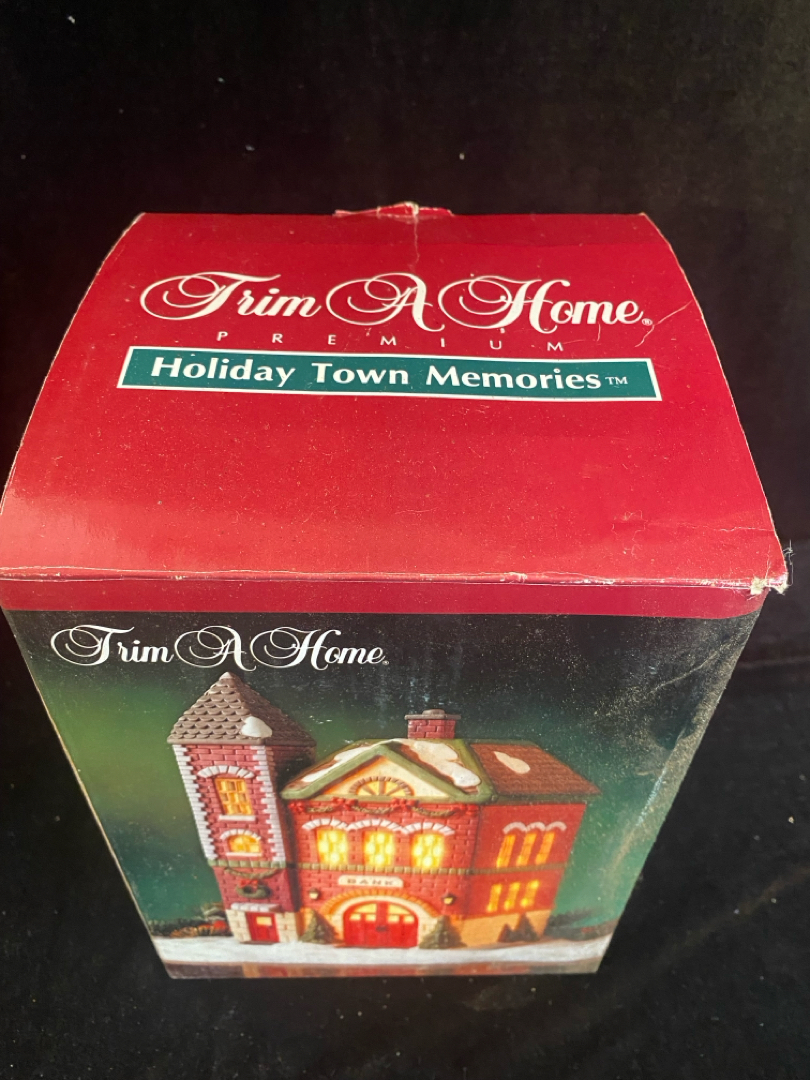 Trim A Home®
PREMIUM
Holiday Town Memories™
Trim A Home®
BANK